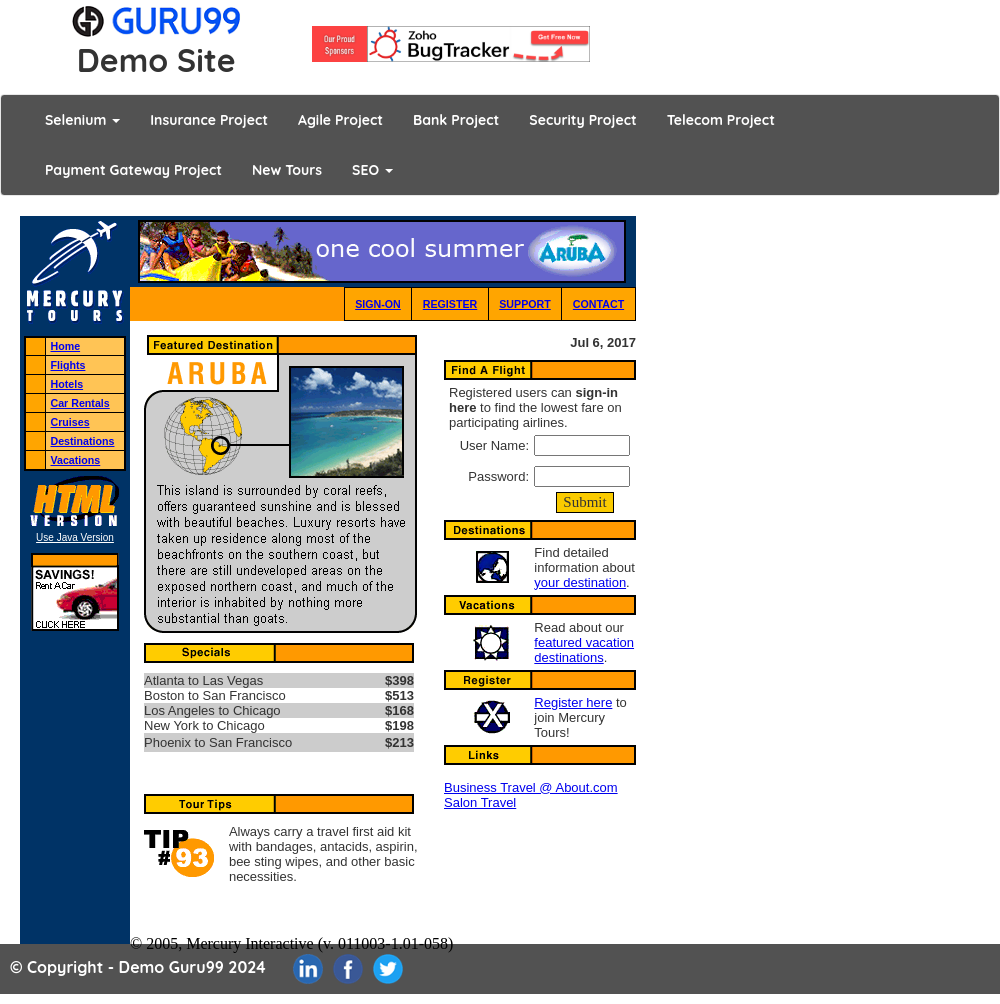 GURU99
Demo Site
Our Proud Sponsors
Zoho
BugTracker
Get Free Now
Selenium
Insurance Project
Agile Project
Bank Project
Security Project
Telecom Project
Payment Gateway Project
New Tours
SEO
MERCURY
TOURS
one cool summer
ARUBA
SIGN-ON
REGISTER
SUPPORT
CONTACT
Home
Flights
Hotels
Car Rentals
Cruises
Destinations
Vacations
HTML
VERSION
Use Java Version
SAVINGS!
Rent A Car
CLICK HERE
Featured Destination
ARUBA
This island is surrounded by coral reefs,
offers guaranteed sunshine and is blessed
with beautiful beaches. Luxury resorts have
taken up residence along most of the
beachfronts on the southern coast, but
there are still undeveloped areas on the
exposed northern coast, and much of the
interior is inhabited by nothing more
substantial than goats.
Specials
Atlanta to Las Vegas $398
Boston to San Francisco $513
Los Angeles to Chicago $168
New York to Chicago $198
Phoenix to San Francisco $213
Tour Tips
TIP
#93
Always carry a travel first aid kit
with bandages, antacids, aspirin,
bee sting wipes, and other basic
necessities.
Jul 6, 2017
Find A Flight
Registered users can sign-in
here to find the lowest fare on
participating airlines.
User Name:
Password:
Submit
Destinations
Find detailed
information about
your destination.
Vacations
Read about our
featured vacation
destinations.
Register
Register here to
join Mercury
Tours!
Links
Business Travel @ About.com
Salon Travel
© 2005, Mercury Interactive (v. 011003-1.01-058)
© Copyright - Demo Guru99 2024